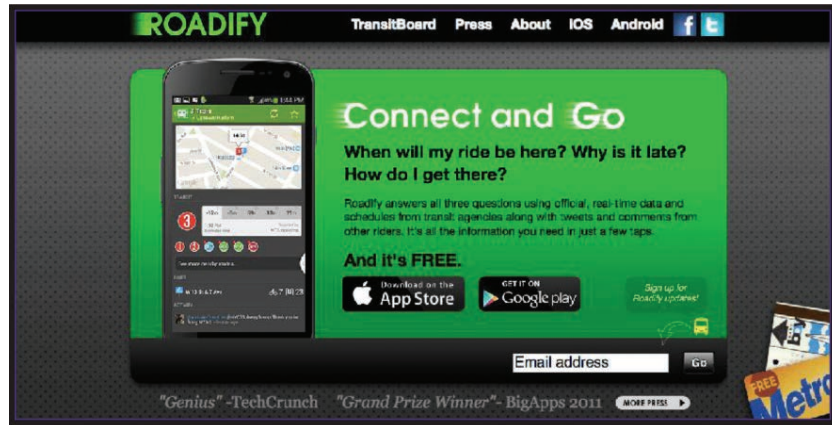 ROADIFY
TransitBoard Press About IOS Android
Connect and Go
When will my ride be here? Why is it late?
How do I get there?
Roadify answers all three questions using official, real-time data and
schedules from transit agencies along with tweets and comments from
other riders. It's all the information you need in just a few taps.
And it's FREE.
Download on the
App Store
GET IT ON
Google play
Sign up for
Roadify updates!
Email address
Go
"Genius" -TechCrunch "Grand Prize Winner"- BigApps 2011
MORE PRESS
FREE
Metro